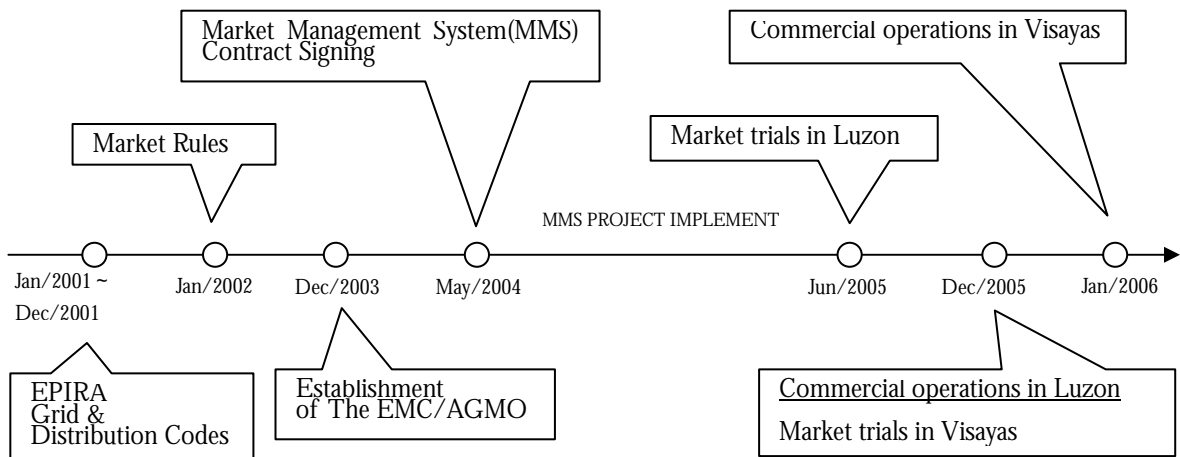 Market Management System(MMS)
Contract Signing
Commercial operations in Visayas
Market Rules
Market trials in Luzon
MMS PROJECT IMPLEMENT
Jan/2001 ~
Dec/2001
Jan/2002
Dec/2003
May/2004
Jun/2005
Dec/2005
Jan/2006
EPIRA
Grid &
Distribution Codes
Establishment
of The EMC/AGMO
Commercial operations in Luzon
Market trials in Visayas